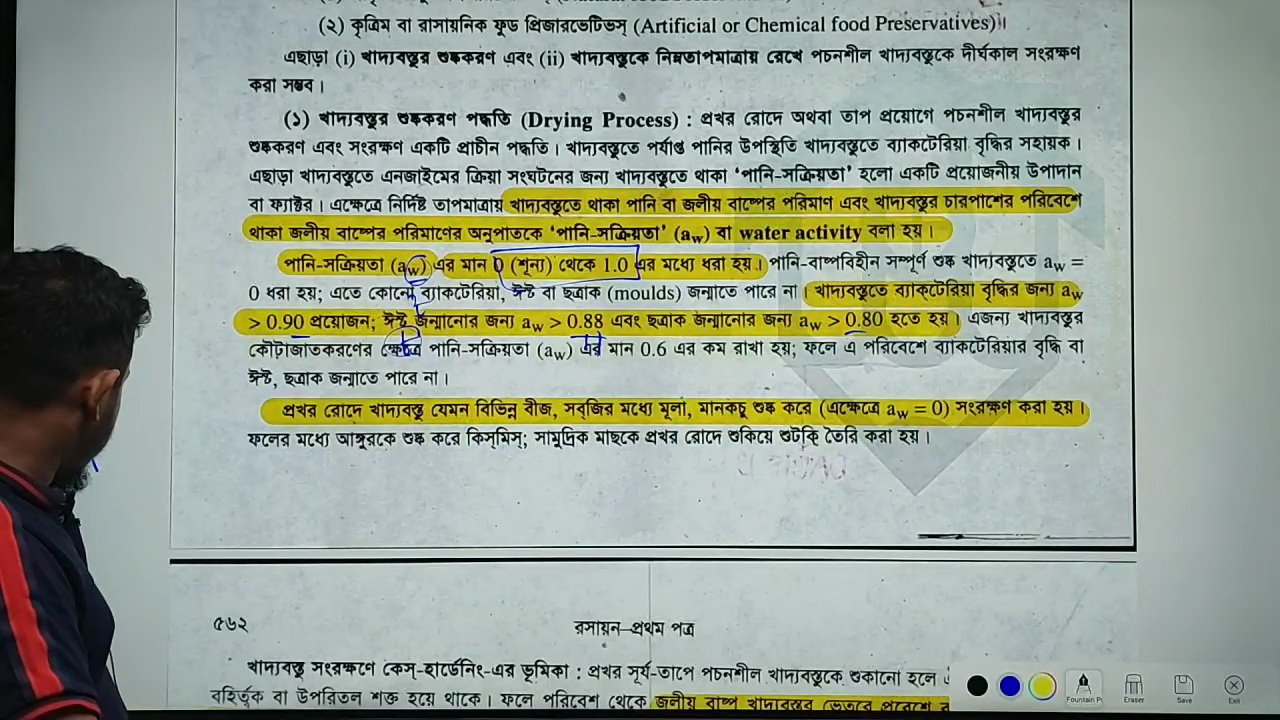 (২) কৃত্রিম বা রাসায়নিক ফুড প্রিজারভেটিভস্ (Artificial or Chemical food Preservatives)।
এছাড়া (i) খাদ্যবস্তুর শুষ্ককরণ এবং (ii) খাদ্যবস্তুকে নিম্নতাপমাত্রায় রেখে পচনশীল খাদ্যবস্তুকে দীর্ঘকাল সংরক্ষণ
করা সম্ভব।
(১) খাদ্যবস্তুর শুষ্ককরণ পদ্ধতি (Drying Process) : প্রখর রোদে অথবা তাপ প্রয়োগে পচনশীল খাদ্যবস্তুর
শুষ্ককরণ এবং সংরক্ষণ একটি প্রাচীন পদ্ধতি। খাদ্যবস্তুতে পর্যাপ্ত পানির উপস্থিতি খাদ্যবস্তুতে ব্যাকটেরিয়া বৃদ্ধির সহায়ক।
এছাড়া খাদ্যবস্তুতে এনজাইমের ক্রিয়া সংঘটনের জন্য খাদ্যবস্তুতে থাকা ‘পানি-সক্রিয়তা’ হলো একটি প্রয়োজনীয় উপাদান
বা ফ্যাক্টর। এক্ষেত্রে নির্দিষ্ট তাপমাত্রায় খাদ্যবস্তুতে থাকা পানি বা জলীয় বাষ্পের পরিমাণ এবং খাদ্যবস্তুর চারপাশের পরিবেশে
থাকা জলীয় বাষ্পের পরিমাণের অনুপাতকে ‘পানি-সক্রিয়তা’ (aw) বা water activity বলা হয়।
পানি-সক্রিয়তা (aw) এর মান 0 (শূন্য) থেকে 1.0 এর মধ্যে ধরা হয়। পানি-বাষ্পবিহীন সম্পূর্ণ শুষ্ক খাদ্যবস্তুতে aw =
0 ধরা হয়; এতে কোনো ব্যাকটেরিয়া, ঈস্ট বা ছত্রাক (moulds) জন্মাতে পারে না। খাদ্যবস্তুতে ব্যাকটেরিয়া বৃদ্ধির জন্য aw
> 0.90 প্রয়োজন; ঈস্ট জন্মানোর জন্য aw > 0.88 এবং ছত্রাক জন্মানোর জন্য aw > 0.80 হতে হয়। এজন্য খাদ্যবস্তুর
কৌটাজাতকরণের ক্ষেত্রে পানি-সক্রিয়তা (aw) এর মান 0.6 এর কম রাখা হয়; ফলে এ পরিবেশে ব্যাকটেরিয়ার বৃদ্ধি বা
ঈস্ট, ছত্রাক জন্মাতে পারে না।
প্রখর রোদে খাদ্যবস্তু যেমন বিভিন্ন বীজ, সব্জির মধ্যে মূলা, মানকচু শুষ্ক করে (এক্ষেত্রে aw = 0) সংরক্ষণ করা হয়।
ফলের মধ্যে আঙ্গুরকে শুষ্ক করে কিস্‌মিস্; সামুদ্রিক মাছকে প্রখর রোদে শুকিয়ে শুটকি তৈরি করা হয়।
৫৬২
রসায়ন–প্রথম পত্র
খাদ্যবস্তু সংরক্ষণে কেস্-হার্ডেনিং-এর ভূমিকা : প্রখর সূর্য-তাপে পচনশীল খাদ্যবস্তুকে শুকানো হলে
বহির্ত্বক বা উপরিতল শক্ত হয়ে থাকে। ফলে পরিবেশ থেকে জলীয় বাষ্প খাদ্যবস্তুর ভেতরে প্রবেশে
Fountain P
Eraser
Save
Exit